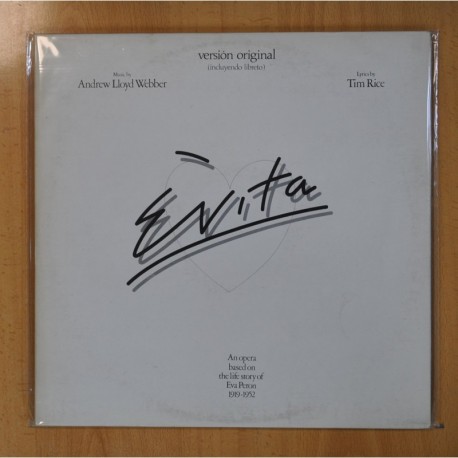 versión original
(incluyendo libreto)
Music by
Andrew Lloyd Webber
Lyrics by
Tim Rice
Evita
An opera
based on
the life story of
Eva Peron
1919-1952